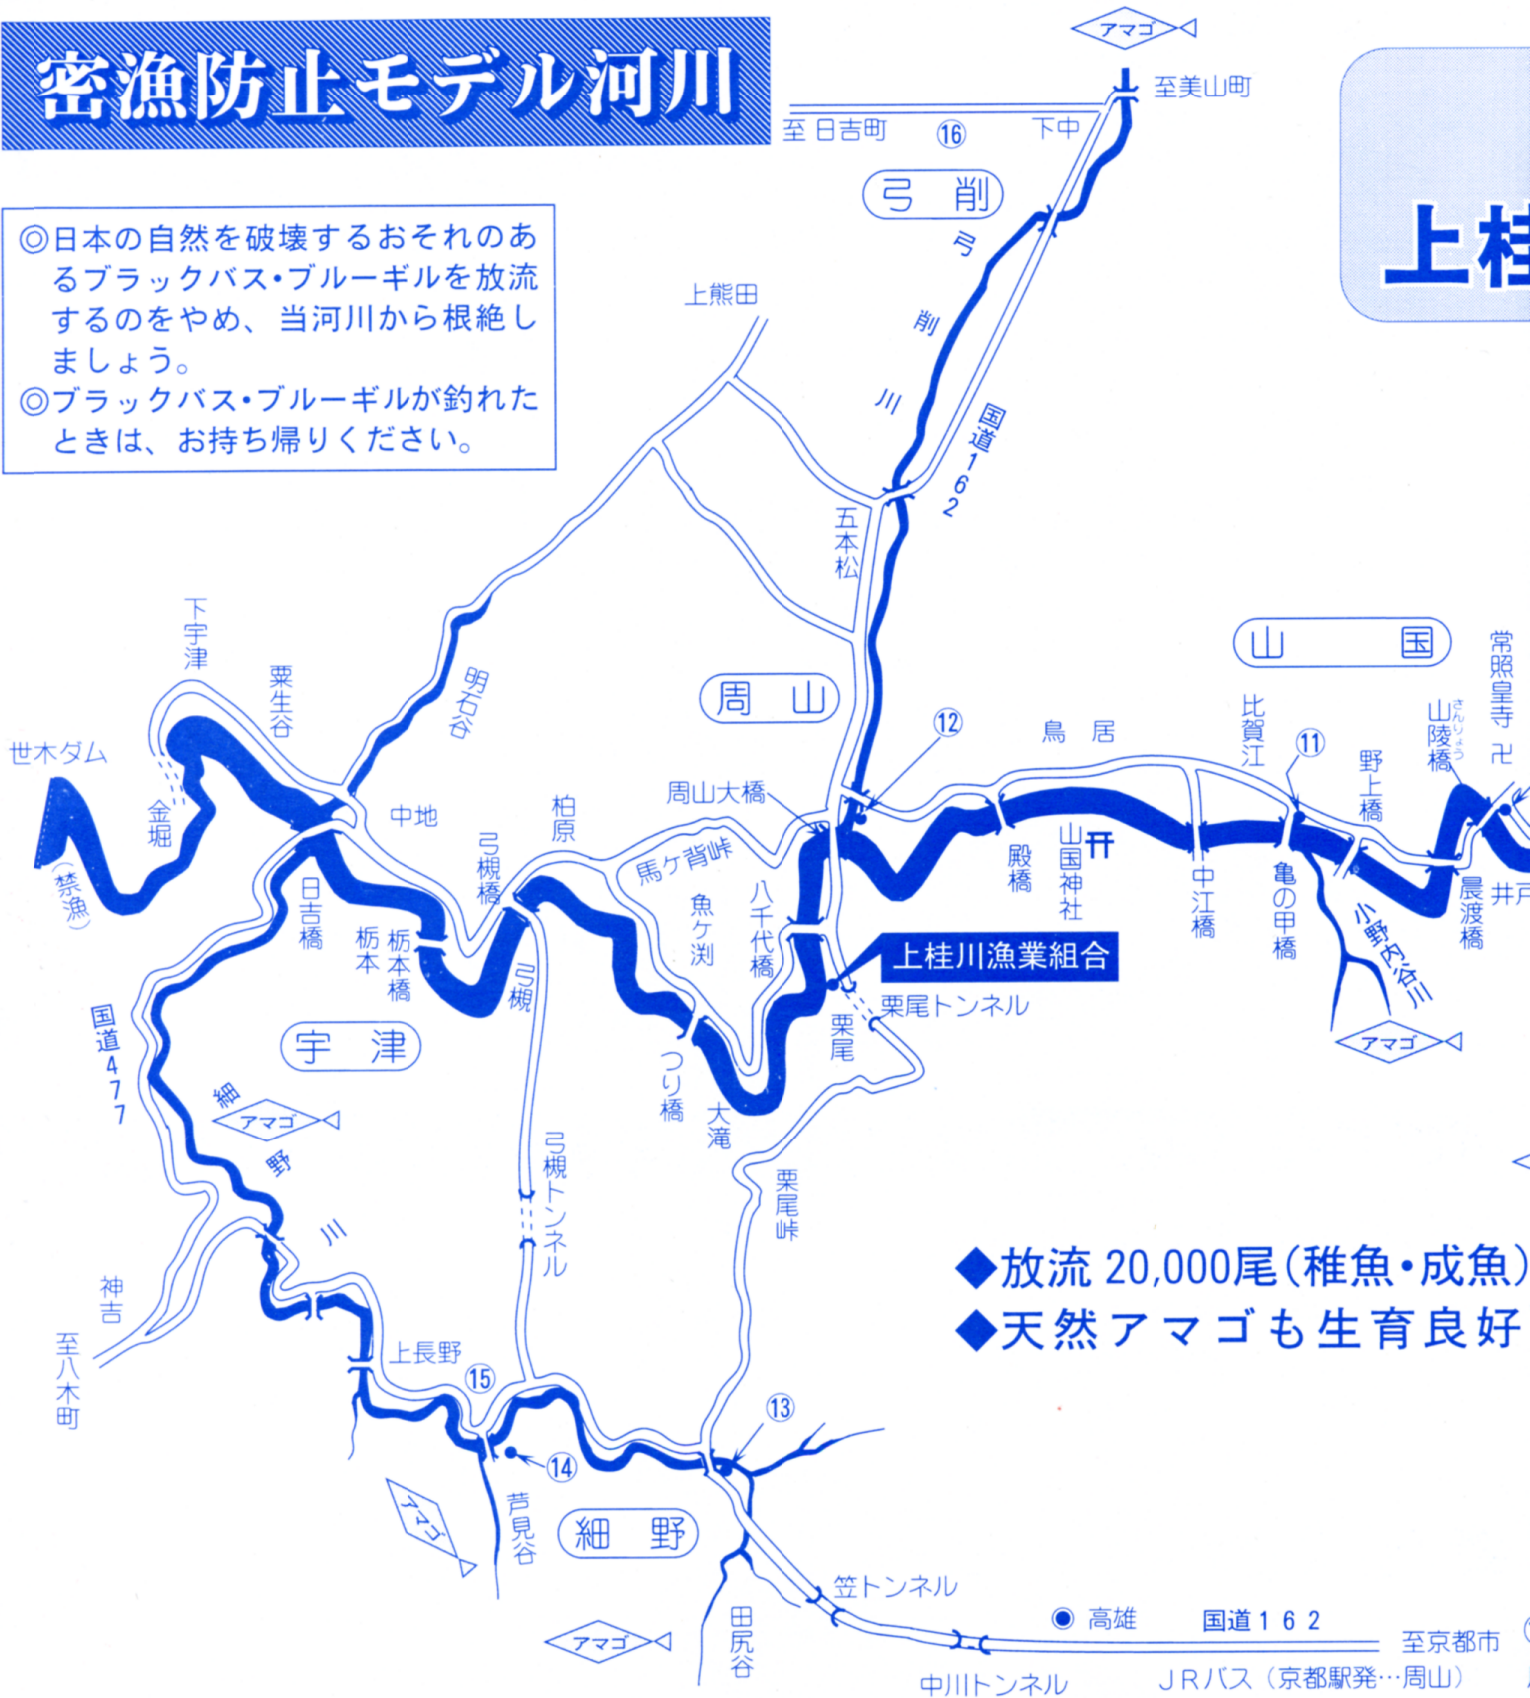 密漁防止モデル河川
◎日本の自然を破壊するおそれのあ
るブラックバス・ブルーギルを放流
するのをやめ、当河川から根絶し
ましょう。
◎ブラックバス・ブルーギルが釣れた
ときは、お持ち帰りください。
アマゴ
至美山町
至日吉町
⑯
下中
弓削
上桂
弓削川
国道162
上熊田
五本松
下宇津
粟生谷
明石谷
周山
⑫
鳥居
山国
比賀江
⑪
野上橋
山陵橋
さんりょう
常照皇寺
卍
世木ダム
(禁漁)
金堀
中地
弓槻橋
柏原
周山大橋
馬ケ背峠
魚ケ渕
八千代橋
殿橋
山国神社
中江橋
亀の甲橋
小野内谷川
アマゴ
晨渡橋
井戸
日吉橋
栃本
栃本橋
弓槻
上桂川漁業組合
栗尾トンネル
栗尾
国道477
宇津
つり橋
大滝
細野川
アマゴ
弓槻トンネル
栗尾峠
神吉
至八木町
上長野
⑮
⑬
⑭
◆放流 20,000尾(稚魚・成魚)
◆天然アマゴも生育良好
アマゴ
芦見谷
細野
アマゴ
田尻谷
笠トンネル
高雄
国道162
至京都市
中川トンネル
JRバス(京都駅発…周山)